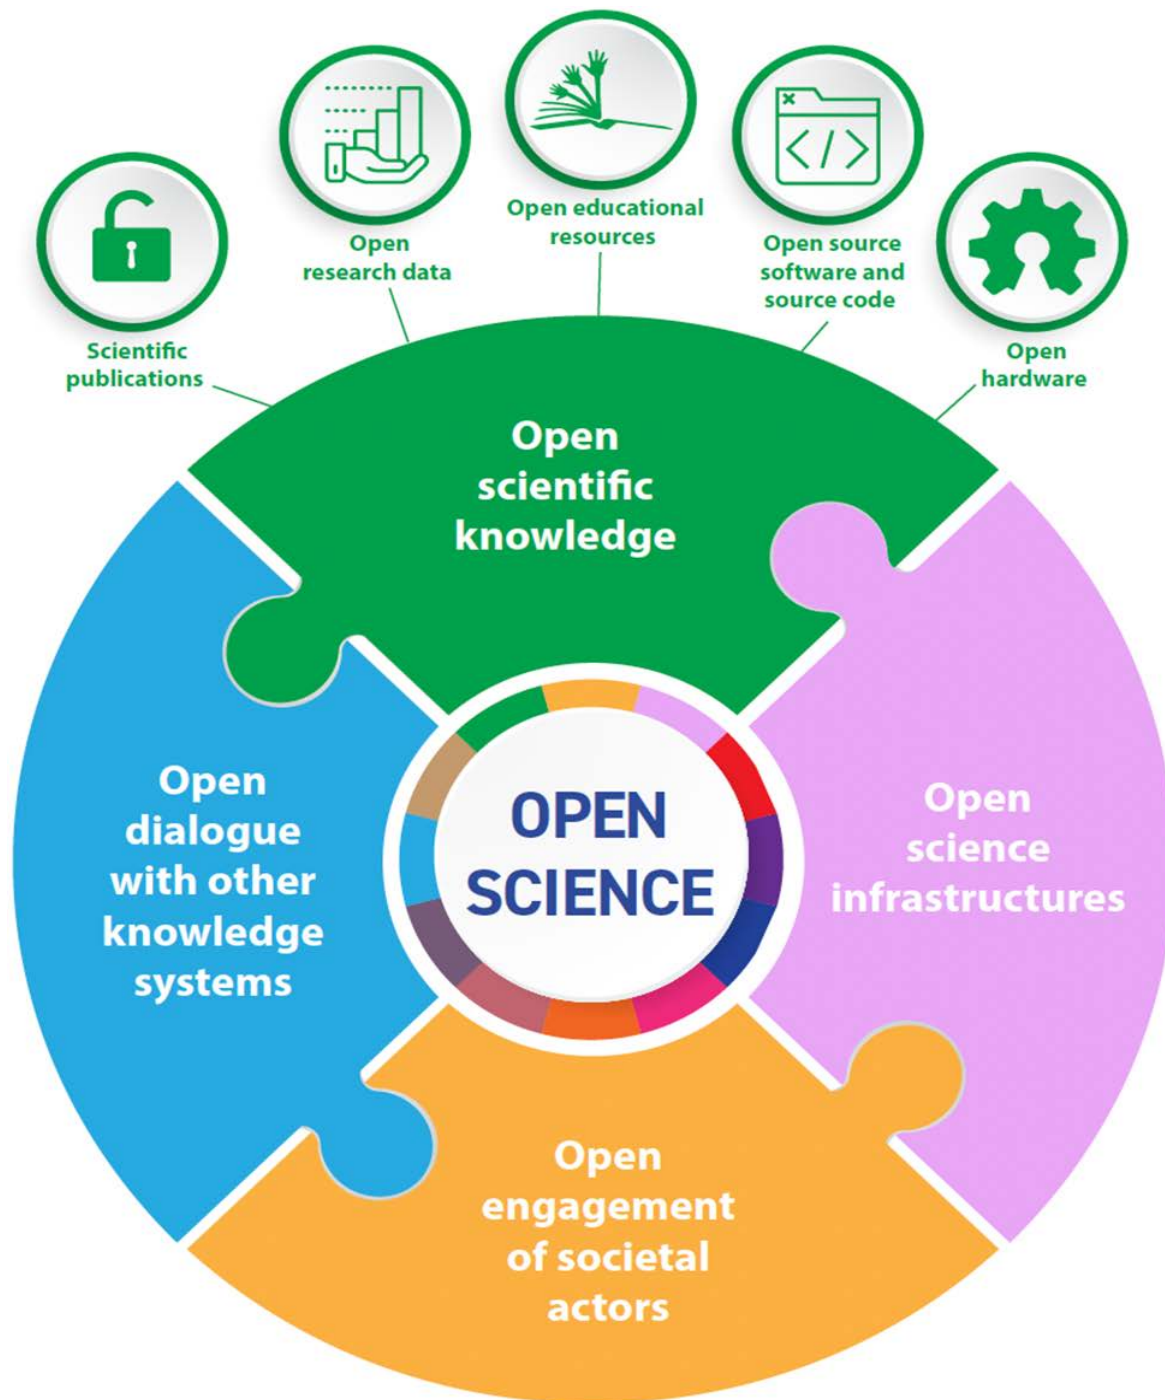 Scientific
publications
Open
research data
Open educational
resources
Open source
software and
source code
Open
hardware
Open
scientific
knowledge
Open
dialogue
with other
knowledge
systems
OPEN
SCIENCE
Open
science
infrastructures
Open
engagement
of societal
actors